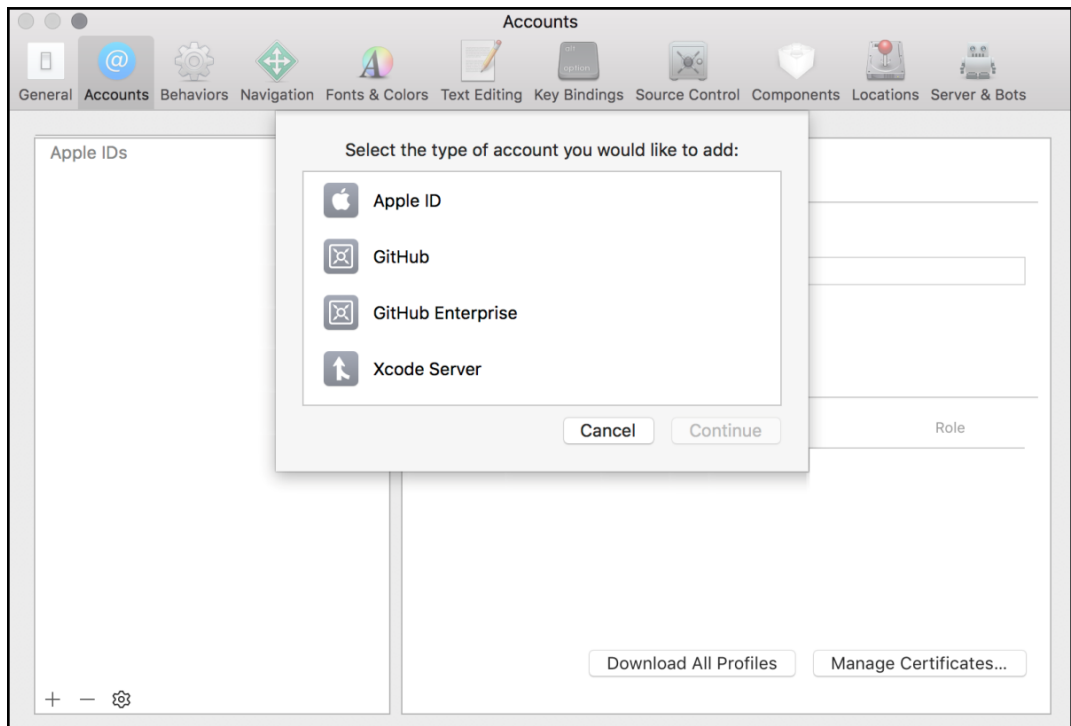 Accounts
General Accounts Behaviors Navigation Fonts & Colors Text Editing Key Bindings Source Control Components Locations Server & Bots
alt
option
Apple IDs
Select the type of account you would like to add:
Apple ID
GitHub
GitHub Enterprise
Xcode Server
Cancel Continue
Role
Download All Profiles Manage Certificates...